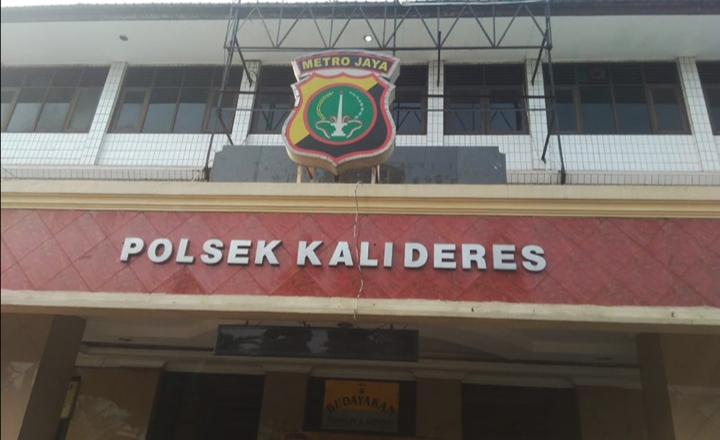 METRO JAYA
POLSEK KALIDERES
BUDAYAKAN